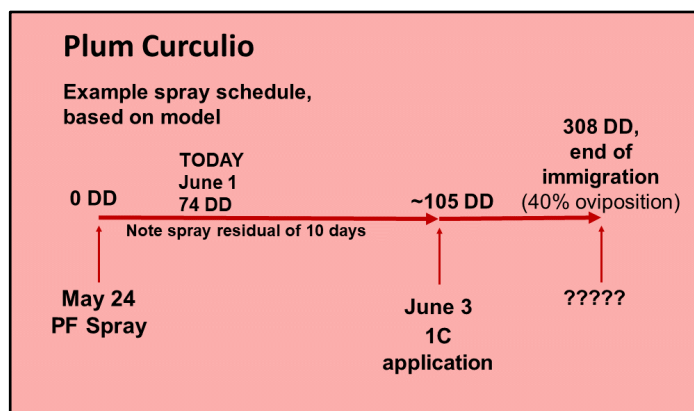 Plum Curculio
Example spray schedule,
based on model
TODAY
June 1
74 DD
0 DD
~105 DD
308 DD,
end of
immigration
(40% oviposition)
Note spray residual of 10 days
May 24
PF Spray
June 3
1C
application
?????